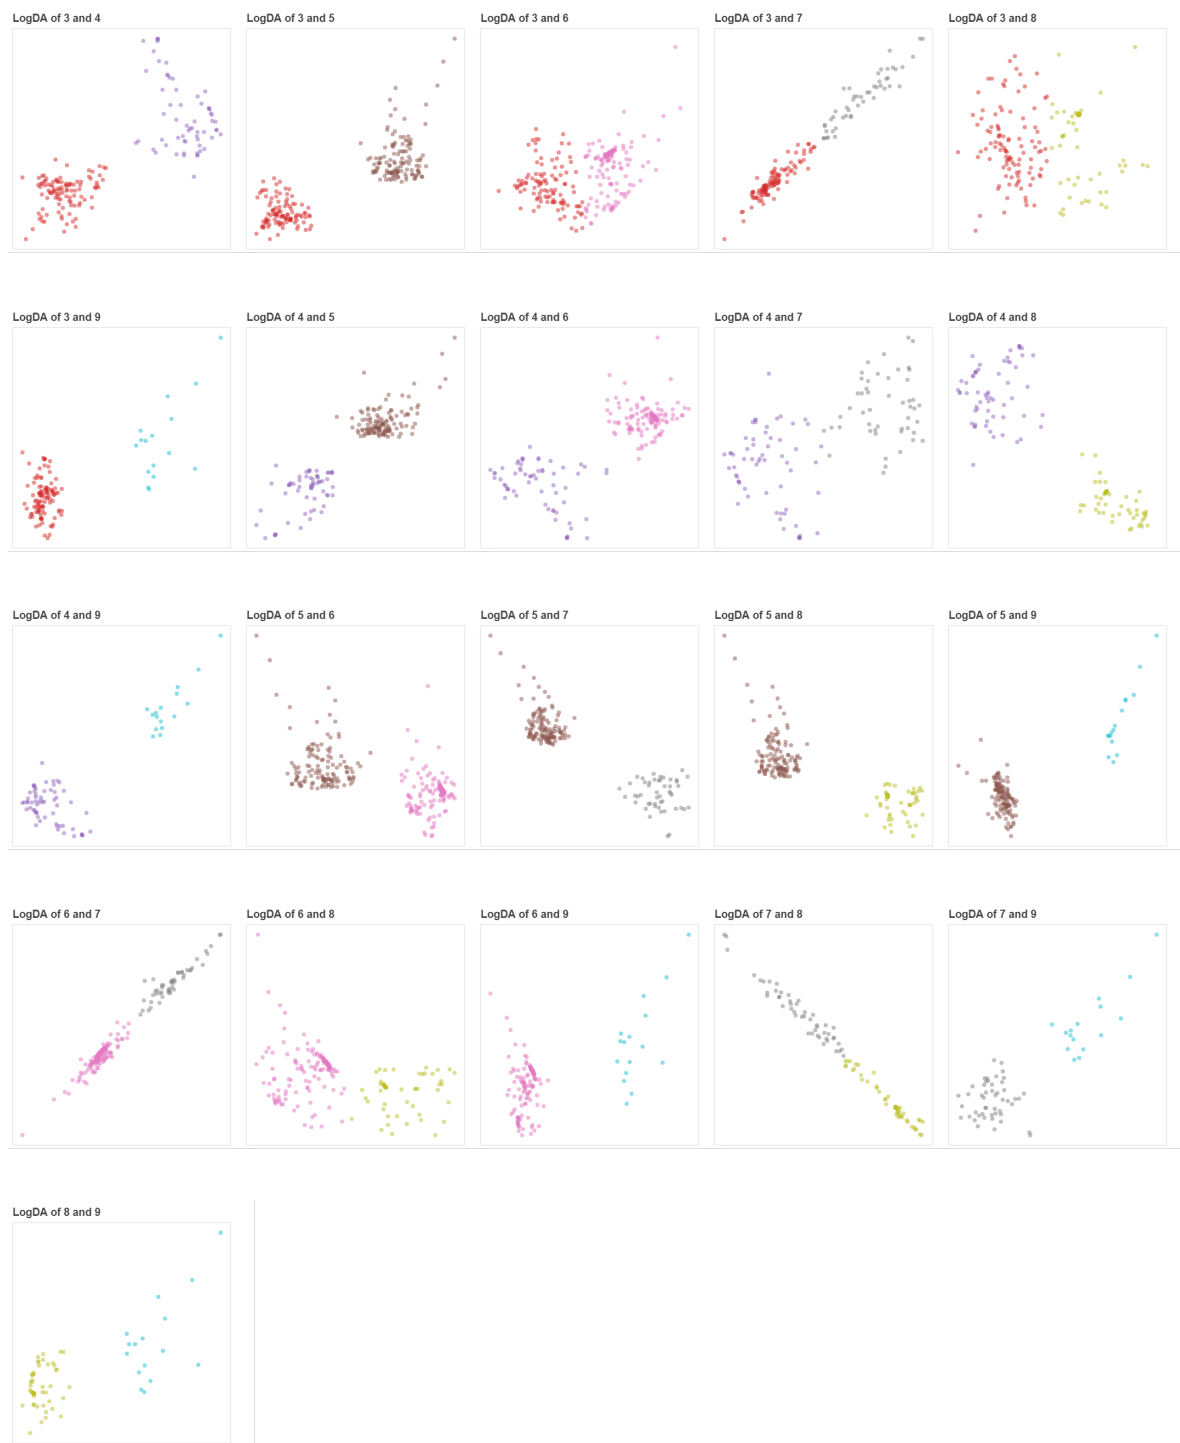 LogDA of 3 and 4
LogDA of 3 and 5
LogDA of 3 and 6
LogDA of 3 and 7
LogDA of 3 and 8
LogDA of 3 and 9
LogDA of 4 and 5
LogDA of 4 and 6
LogDA of 4 and 7
LogDA of 4 and 8
LogDA of 4 and 9
LogDA of 5 and 6
LogDA of 5 and 7
LogDA of 5 and 8
LogDA of 5 and 9
LogDA of 6 and 7
LogDA of 6 and 8
LogDA of 6 and 9
LogDA of 7 and 8
LogDA of 7 and 9
LogDA of 8 and 9